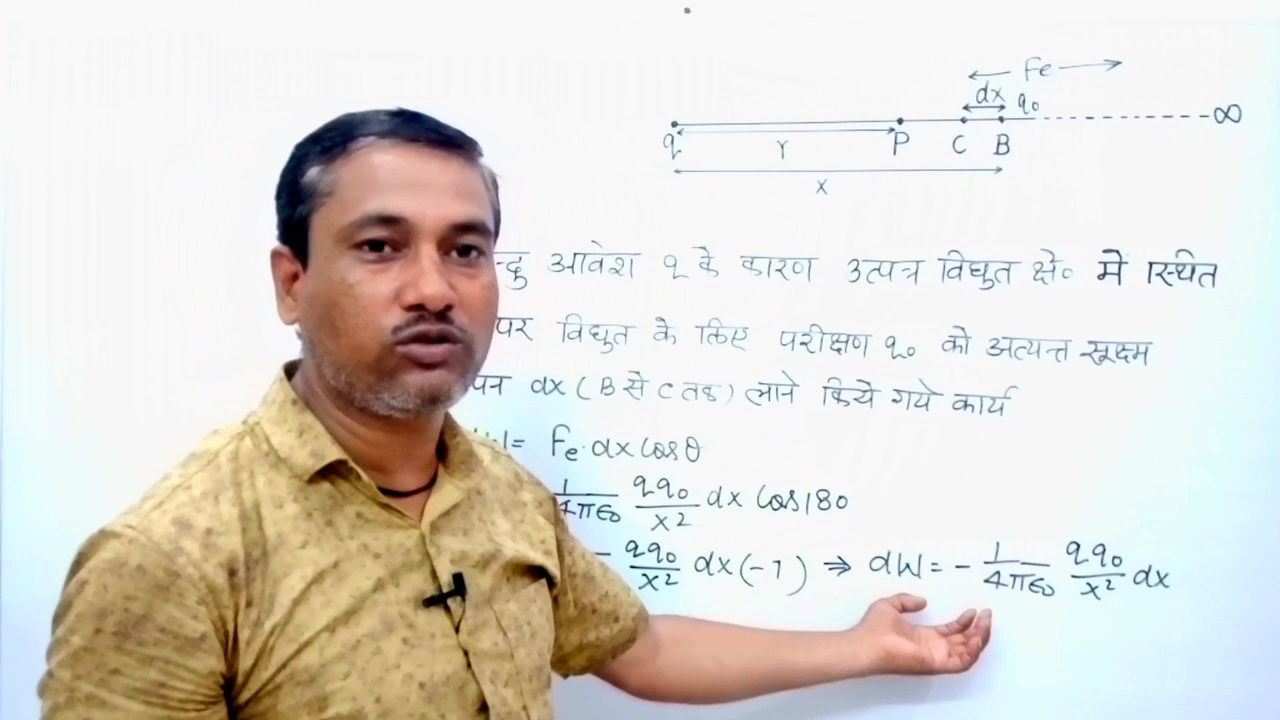 ← Fe →
dx q₀
∞
q r P C B
x
आवेश q के कारण उत्पन्न विद्युत क्षे० में स्थित
पर विद्युत के लिए परीक्षण q₀ को अत्यन्त सूक्ष्म
dx ( B से C तक ) लाने किये गये कार्य
= Fe · dx cosθ
1/4πϵ₀ qq₀/x² dx cos180
qq₀/x² dx (-1) ⇒ dW = - 1/4πϵ₀ qq₀/x² dx